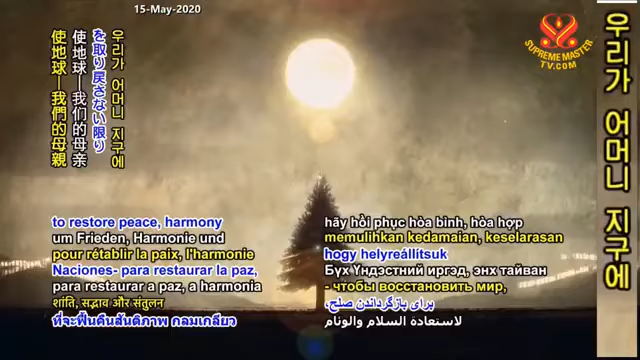 15-May-2020
SUPREME MASTER
TV.COM
우리가 어머니 지구에
を取り戻さない限り
使地球—我们的母亲
使地球—我們的母親
우리가 어머니 지구에
to restore peace, harmony
um Frieden, Harmonie und
pour rétablir la paix, l'harmonie
Naciones- para restaurar la paz,
para restaurar a paz, a harmonia
शांति, सद्भाव और संतुलन
ที่จะฟื้นคืนสันติภาพ กลมเกลียว
hãy hồi phục hòa bình, hòa hợp
memulihkan kedamaian, keselarasan
hogy helyreállítsuk
Бүх Үндэстний иргэд, энх тайван
- чтобы восстановить мир,
برای بازگرداندن صلح،
لاستعادة السلام والوئام